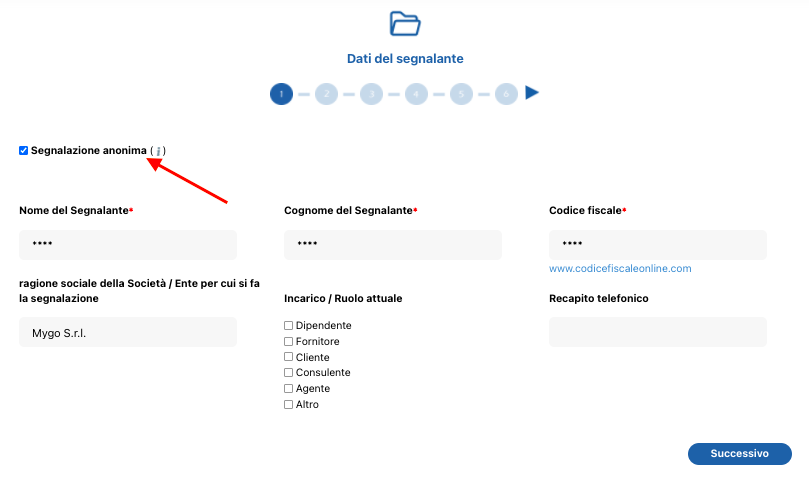 Dati del segnalante
1 2 3 4 5 6
Segnalazione anonima (i)
Nome del Segnalante*
Cognome del Segnalante*
Codice fiscale*
****
****
****
www.codicefiscaleonline.com
ragione sociale della Società / Ente per cui si fa
la segnalazione
Incarico / Ruolo attuale
Recapito telefonico
Mygo S.r.l.
Dipendente
Fornitore
Cliente
Consulente
Agente
Altro
Successivo